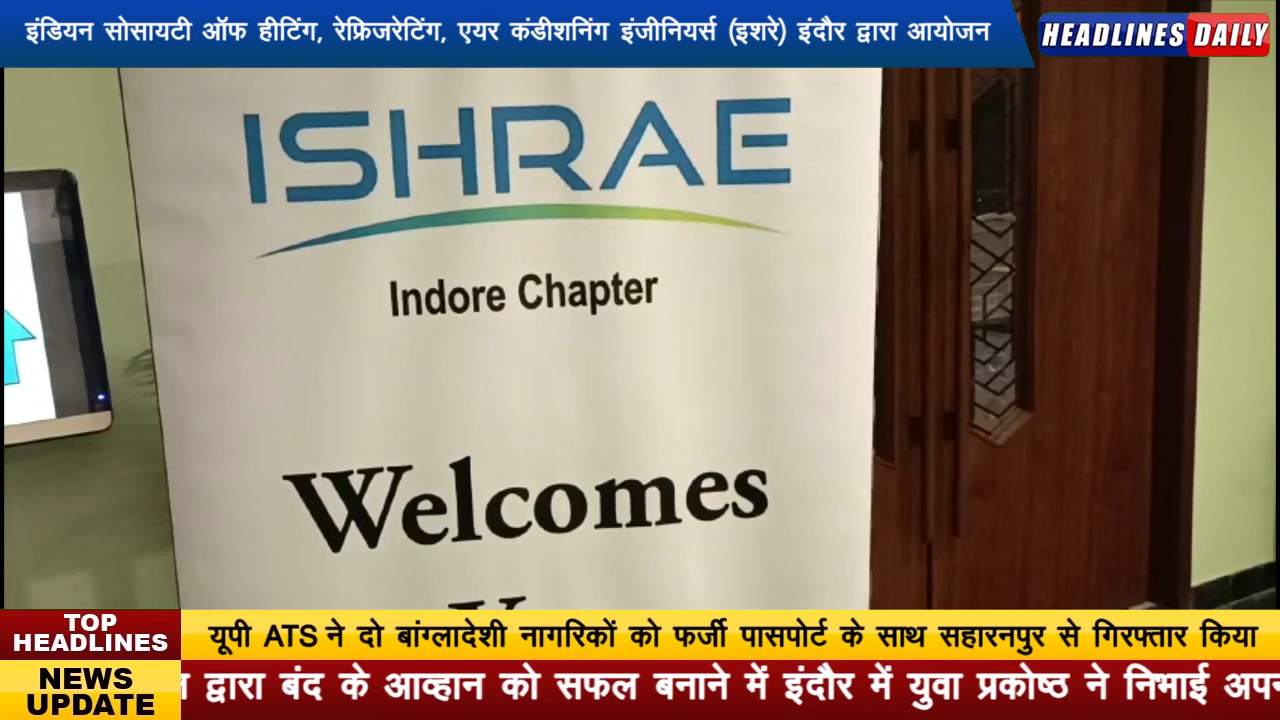 इंडियन सोसायटी ऑफ हीटिंग, रेफ्रिजरेटिंग, एयर कंडीशनिंग इंजीनियर्स (इशरे) इंदौर द्वारा आयोजन
HEADLINES DAILY
ISHRAE
Indore Chapter
Welcomes
TOP
HEADLINES
यूपी ATS ने दो बांग्लादेशी नागरिकों को फर्जी पासपोर्ट के साथ सहारनपुर से गिरफ्तार किया
NEWS
UPDATE
द्वारा बंद के आव्हान को सफल बनाने में इंदौर में युवा प्रकोष्ठ ने निभाई